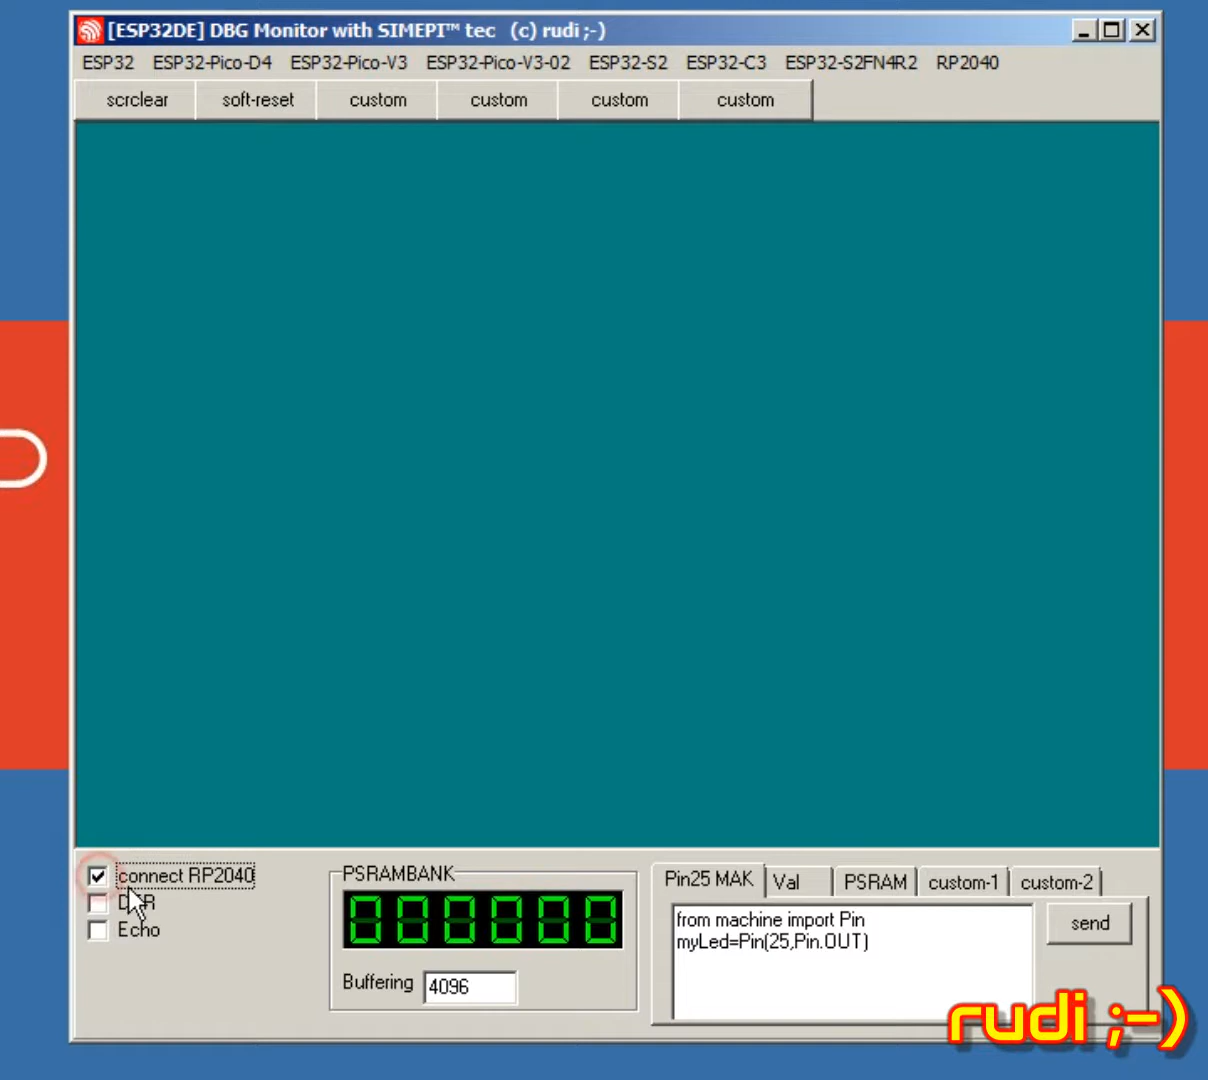 [ESP32DE] DBG Monitor with SIMEPI™ tec (c) rudi ;-)
ESP32 ESP32-Pico-D4 ESP32-Pico-V3 ESP32-Pico-V3-02 ESP32-S2 ESP32-C3 ESP32-S2FN4R2 RP2040
scrclear soft-reset custom custom custom custom
connect RP2040
Echo
PSRAMBANK
000000
Buffering 4096
Pin25 MAK Val PSRAM custom-1 custom-2
from machine import Pin
myLed=Pin(25,Pin.OUT)
send
rudi ;-)